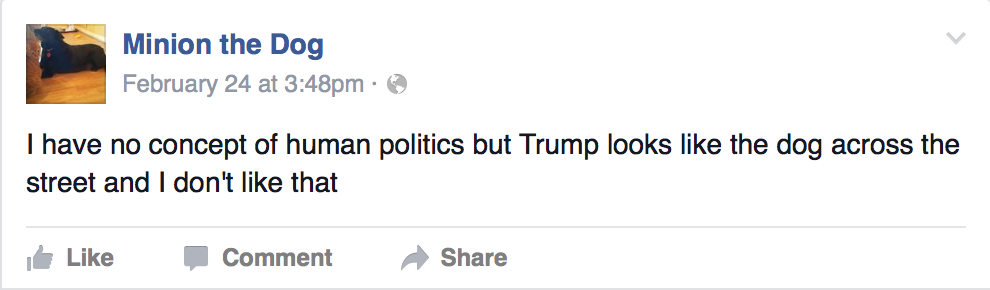 Minion the Dog
February 24 at 3:48pm ·
I have no concept of human politics but Trump looks like the dog across the
street and I don't like that
Like Comment Share